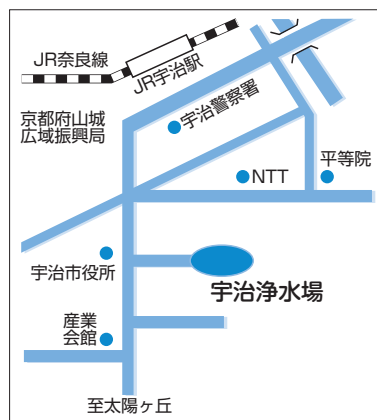 JR奈良線
JR宇治駅
京都府山城
広域振興局
宇治警察署
平等院
NTT
宇治市役所
宇治浄水場
産業
会館
至太陽ヶ丘